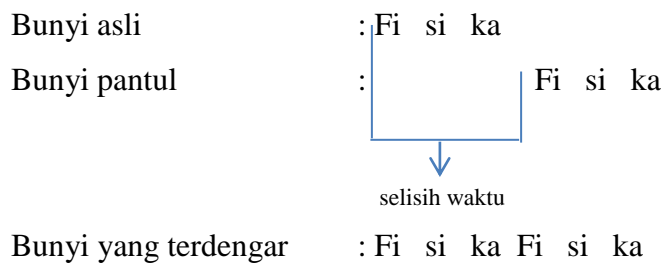 Bunyi asli : Fi si ka
Bunyi pantul : Fi si ka
selisih waktu
Bunyi yang terdengar : Fi si ka Fi si ka